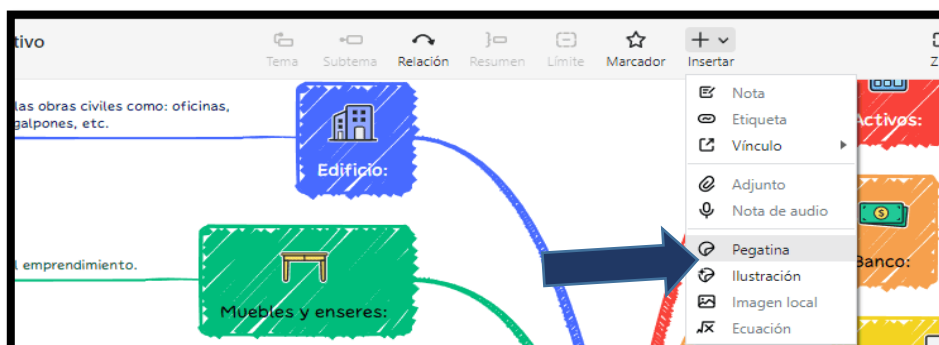 tivo
Tema
Subtema
Relación
Resumen
Límite
Marcador
Insertar
Z
las obras civiles como: oficinas,
galpones, etc.
Edificio:
Nota
Etiqueta
Vínculo
Adjunto
Nota de audio
Pegatina
Ilustración
Imagen local
Ecuación
Activos:
Banco:
l emprendimiento.
Muebles y enseres: